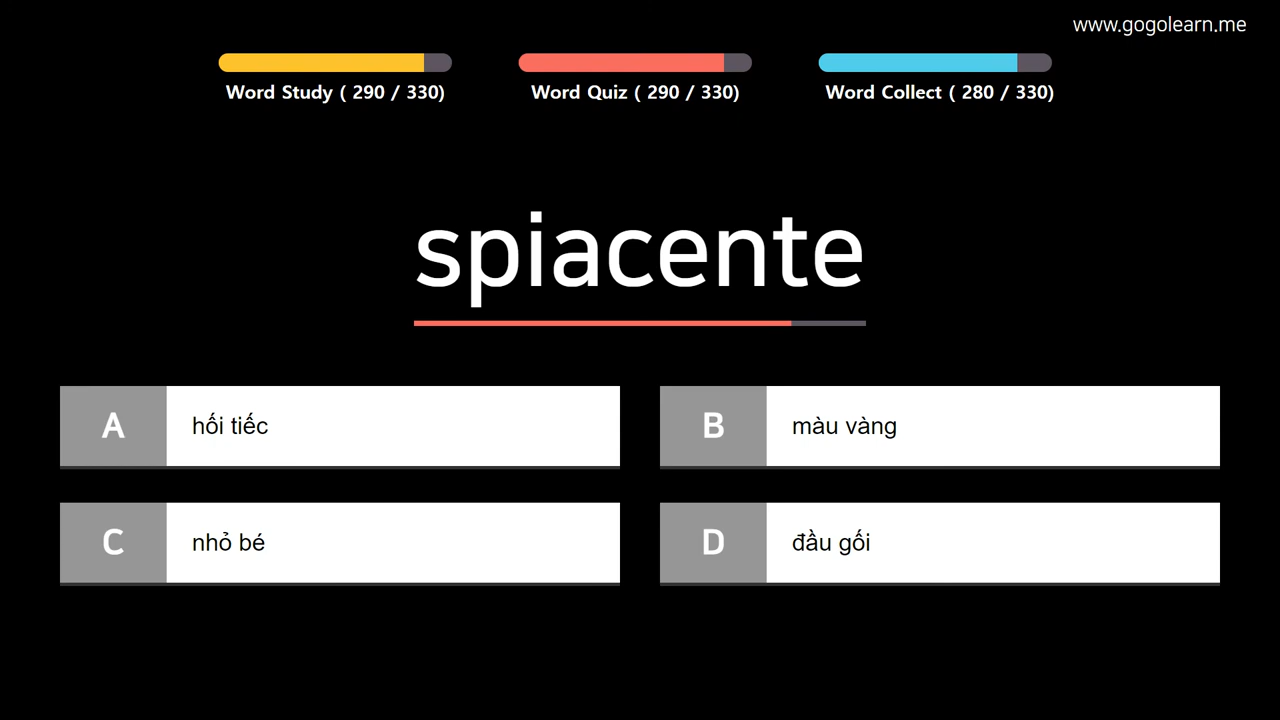 www.gogolearn.me
Word Study ( 290 / 330)
Word Quiz ( 290 / 330)
Word Collect ( 280 / 330)
spiacente
A hối tiếc
B màu vàng
C nhỏ bé
D đầu gối